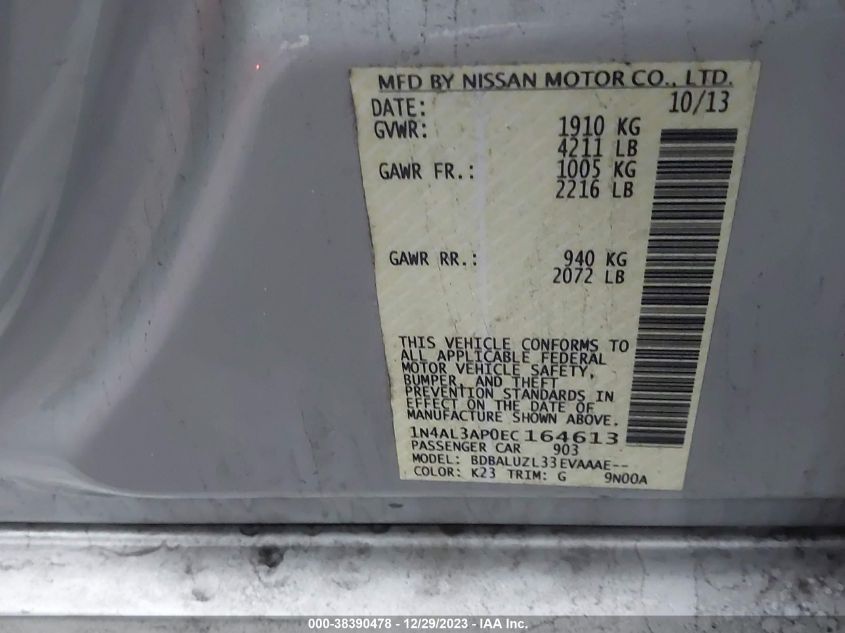 MFD BY NISSAN MOTOR CO., LTD.
DATE: 10/13
GVWR: 1910 KG
4211 LB
GAWR FR.: 1005 KG
2216 LB
GAWR RR.: 940 KG
2072 LB
THIS VEHICLE CONFORMS TO
ALL APPLICABLE FEDERAL
MOTOR VEHICLE SAFETY,
BUMPER, AND THEFT
PREVENTION STANDARDS IN
EFFECT ON THE DATE OF
MANUFACTURE SHOWN ABOVE.
1N4AL3AP0EC164613
PASSENGER CAR 903
MODEL: BDBALUZL33EVAAAE--
COLOR: K23 TRIM: G 9N00A
000-38390478 - 12/29/2023 - IAA Inc.